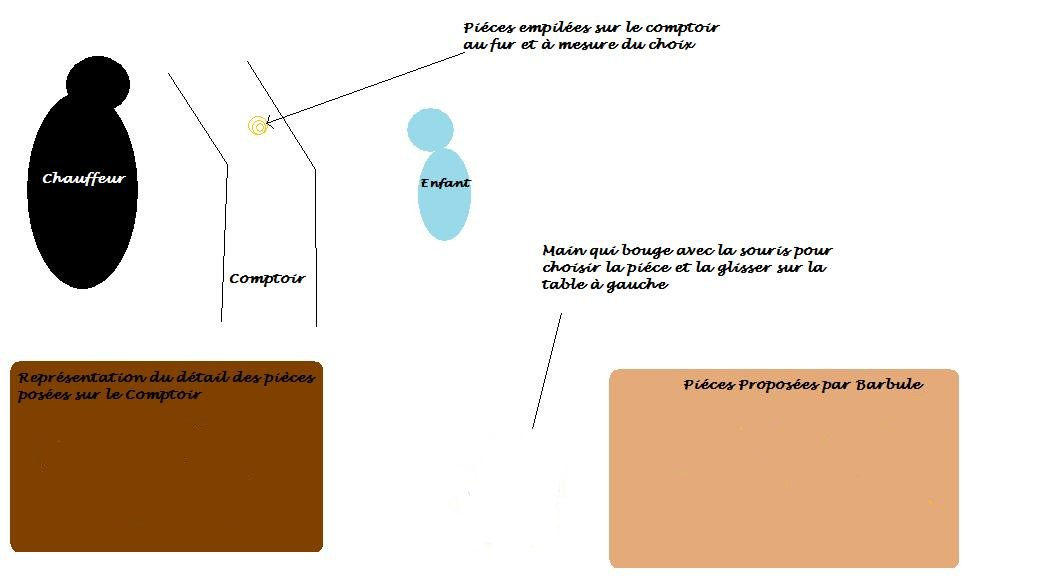 Piéces empilées sur le comptoir
au fur et à mesure du choix
Chauffeur
Enfant
Comptoir
Main qui bouge avec la souris pour
choisir la piéce et la glisser sur la
table à gauche
Représentation du détail des pièces
posées sur le Comptoir
Piéces Proposées par Barbule